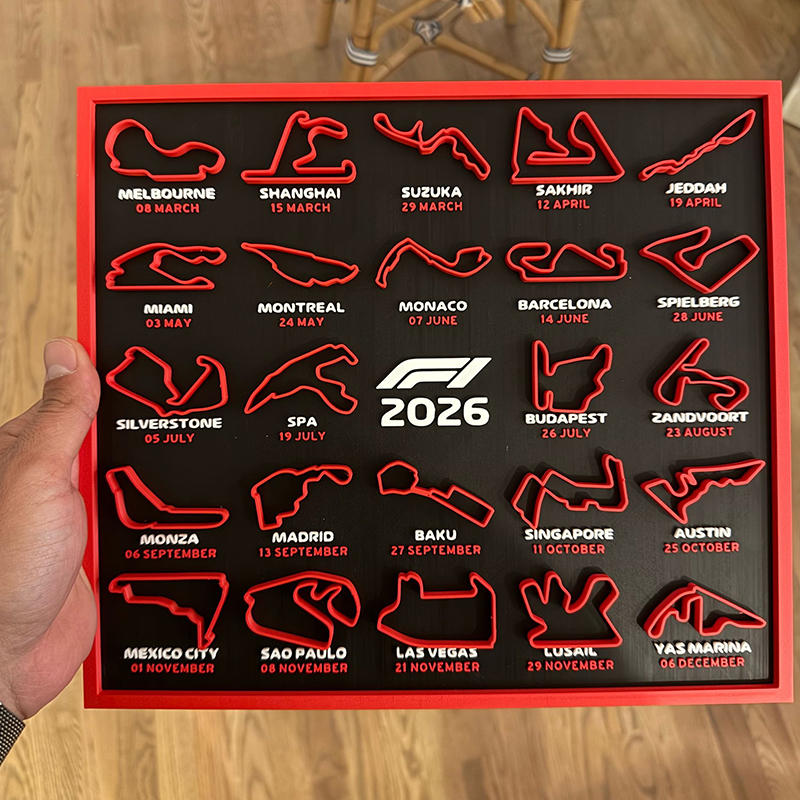 MELBOURNE
08 MARCH
SHANGHAI
15 MARCH
SUZUKA
29 MARCH
SAKHIR
12 APRIL
JEDDAH
19 APRIL
MIAMI
03 MAY
MONTREAL
24 MAY
MONACO
07 JUNE
BARCELONA
14 JUNE
SPIELBERG
28 JUNE
SILVERSTONE
05 JULY
SPA
19 JULY
F1
2026
BUDAPEST
26 JULY
ZANDVOORT
23 AUGUST
MONZA
06 SEPTEMBER
MADRID
13 SEPTEMBER
BAKU
27 SEPTEMBER
SINGAPORE
11 OCTOBER
AUSTIN
25 OCTOBER
MEXICO CITY
01 NOVEMBER
SAO PAULO
08 NOVEMBER
LAS VEGAS
21 NOVEMBER
LUSAIL
29 NOVEMBER
YAS MARINA
06 DECEMBER